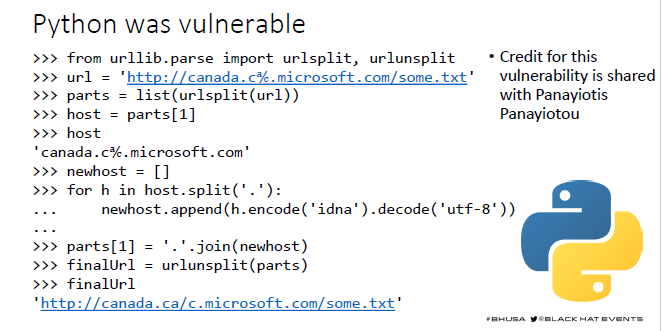 Python was vulnerable
>>> from urllib.parse import urlsplit, urlunsplit
>>> url = 'http://canada.c℀.microsoft.com/some.txt'
>>> parts = list(urlsplit(url))
>>> host = parts[1]
>>> host
'canada.c℀.microsoft.com'
>>> newhost = []
>>> for h in host.split('.'):
...     newhost.append(h.encode('idna').decode('utf-8'))
...
>>> parts[1] = '.'.join(newhost)
>>> finalUrl = urlunsplit(parts)
>>> finalUrl
'http://canada.ca/c.microsoft.com/some.txt'
• Credit for this
vulnerability is shared
with Panayiotis
Panayiotou
#BHUSA @BLACK HAT EVENTS